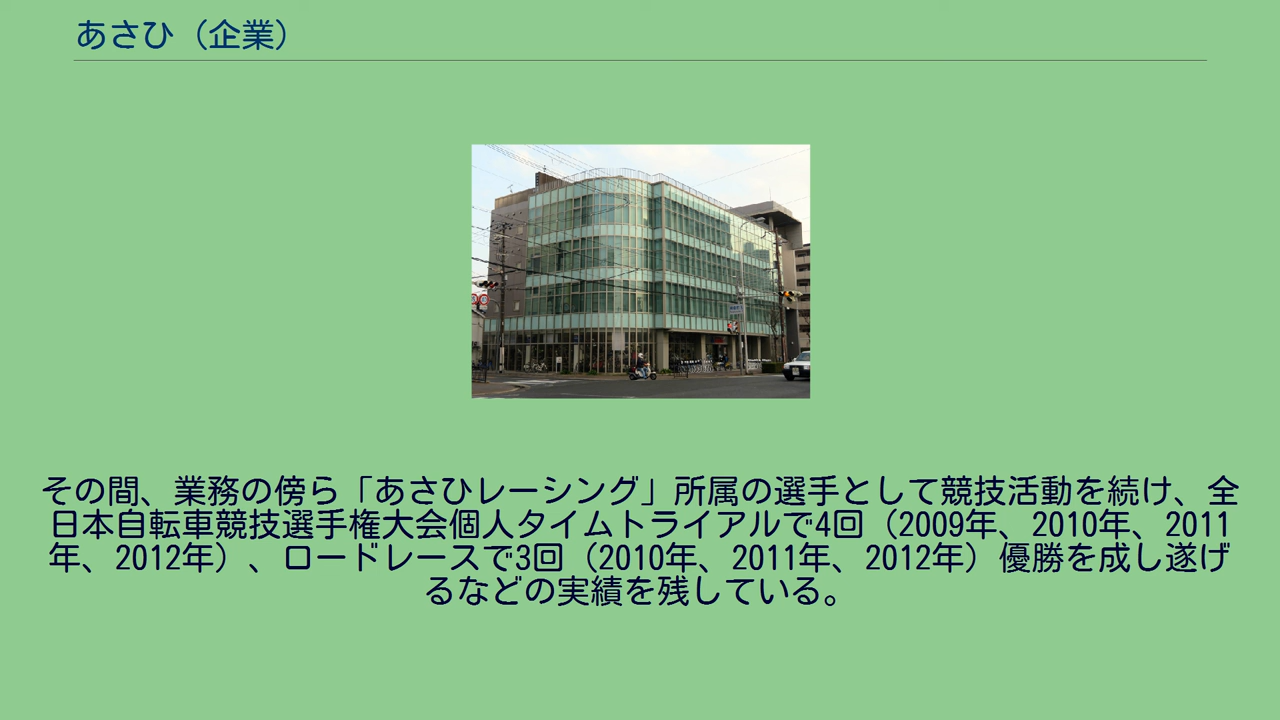 あさひ（企業）
その間、業務の傍ら「あさひレーシング」所属の選手として競技活動を続け、全
日本自転車競技選手権大会個人タイムトライアルで4回（2009年、2010年、2011
年、2012年）、ロードレースで3回（2010年、2011年、2012年）優勝を成し遂げ
るなどの実績を残している。